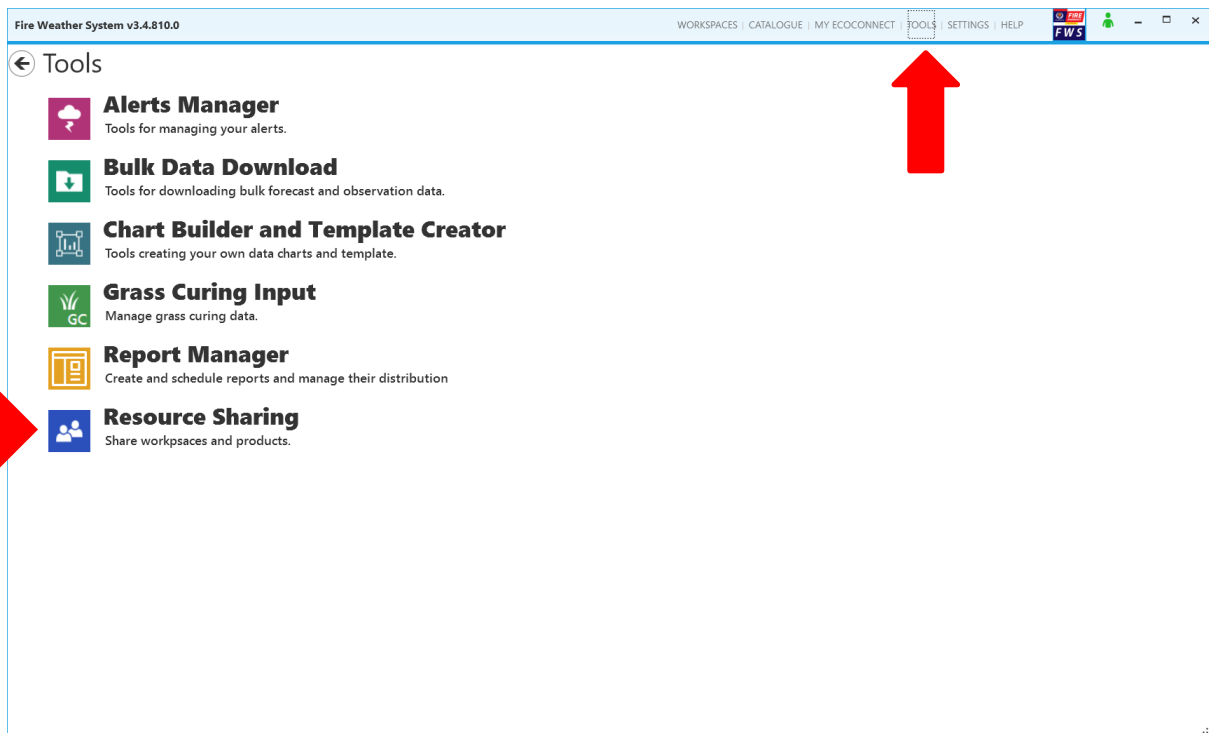 Fire Weather System v3.4.810.0
WORKSPACES | CATALOGUE | MY ECOCONNECT | TOOLS | SETTINGS | HELP
FIRE
FWS
Tools
Alerts Manager
Tools for managing your alerts.
Bulk Data Download
Tools for downloading bulk forecast and observation data.
Chart Builder and Template Creator
Tools creating your own data charts and template.
GC
Grass Curing Input
Manage grass curing data.
Report Manager
Create and schedule reports and manage their distribution
Resource Sharing
Share workpsaces and products.